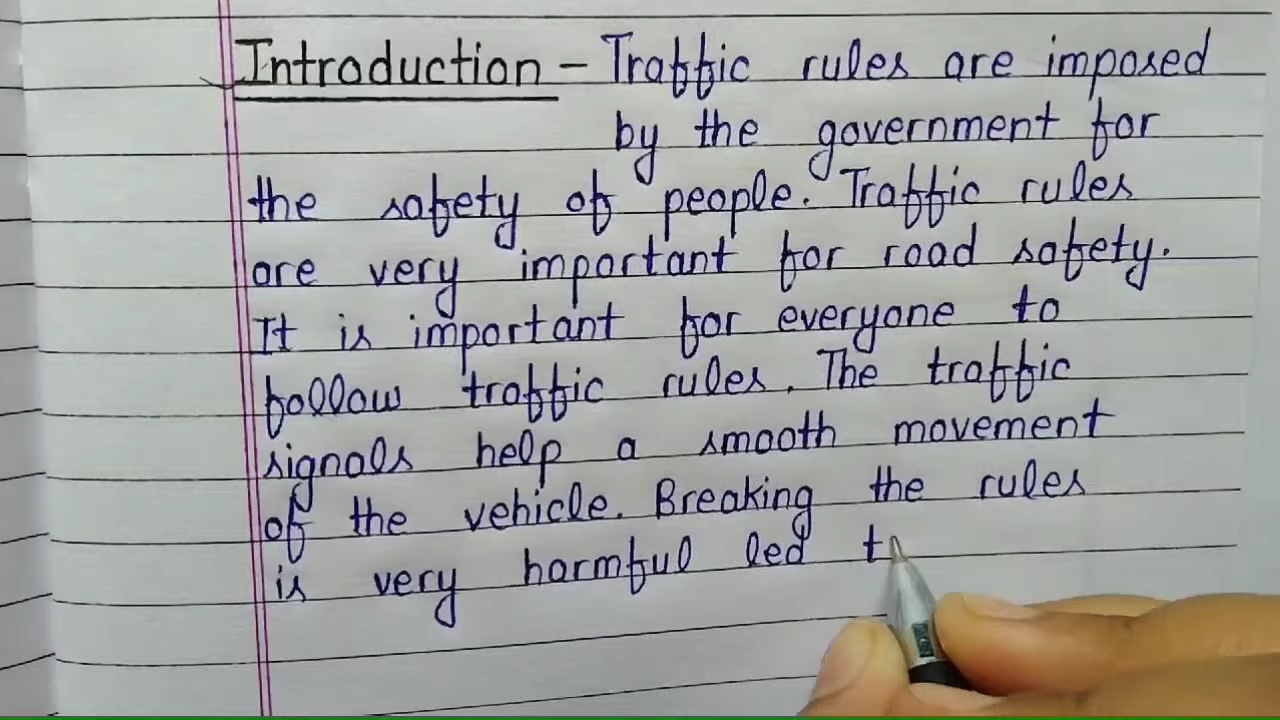 Introduction - Traffic rules are imposed
by the government for
the safety of people. Traffic rules
are very important for road safety.
It is important for everyone to
follow traffic rules. The traffic
signals help a smooth movement
of the vehicle. Breaking the rules
is very harmful led t